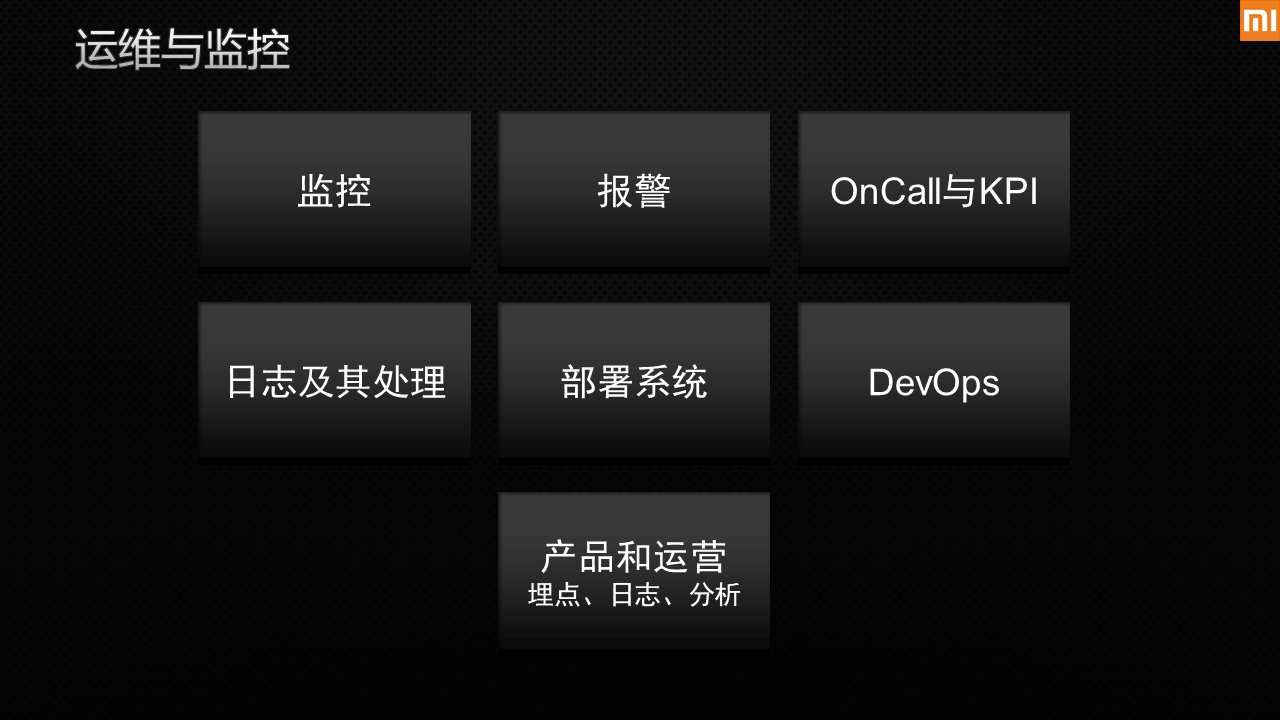 运维与监控
MI
监控
报警
OnCall与KPI
日志及其处理
部署系统
DevOps
产品和运营
埋点、日志、分析